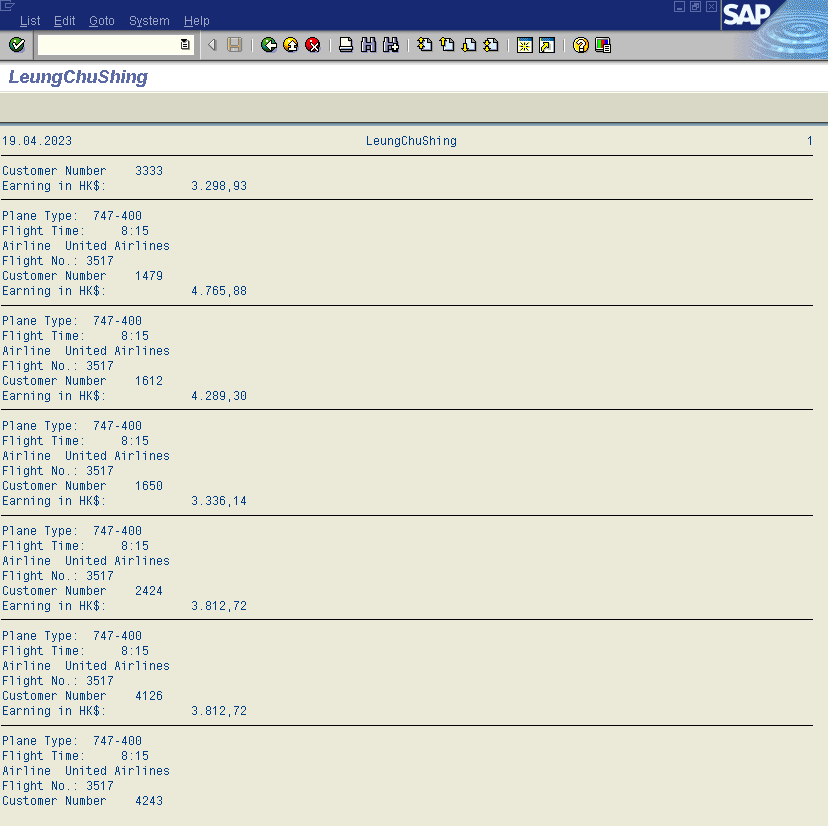 List Edit Goto System Help
SAP
LeungChuShing
19.04.2023 LeungChuShing 1
Customer Number 3333
Earning in HK$: 3.298,93
Plane Type: 747-400
Flight Time: 8:15
Airline United Airlines
Flight No.: 3517
Customer Number 1479
Earning in HK$: 4.765,88
Plane Type: 747-400
Flight Time: 8:15
Airline United Airlines
Flight No.: 3517
Customer Number 1612
Earning in HK$: 4.289,30
Plane Type: 747-400
Flight Time: 8:15
Airline United Airlines
Flight No.: 3517
Customer Number 1650
Earning in HK$: 3.336,14
Plane Type: 747-400
Flight Time: 8:15
Airline United Airlines
Flight No.: 3517
Customer Number 2424
Earning in HK$: 3.812,72
Plane Type: 747-400
Flight Time: 8:15
Airline United Airlines
Flight No.: 3517
Customer Number 4126
Earning in HK$: 3.812,72
Plane Type: 747-400
Flight Time: 8:15
Airline United Airlines
Flight No.: 3517
Customer Number 4243